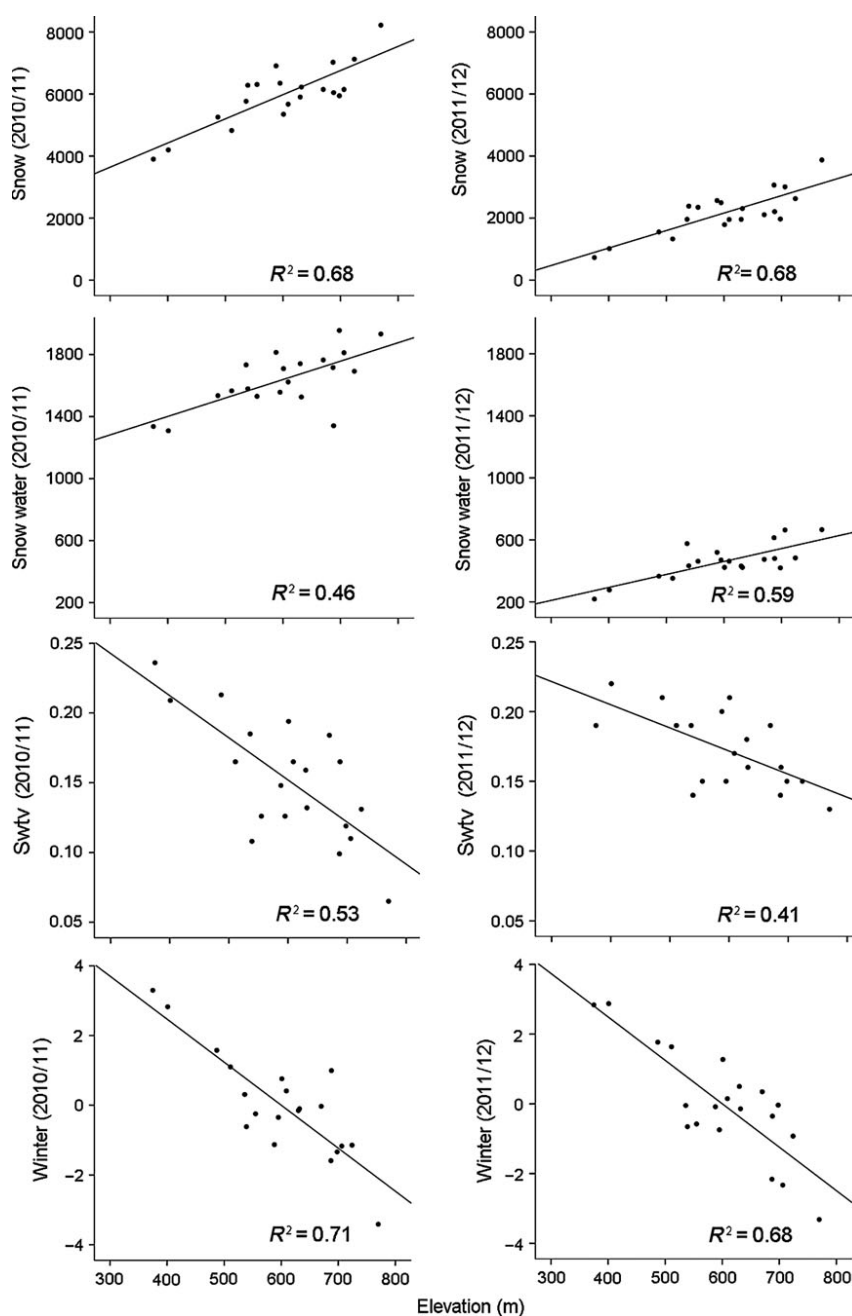 Snow (2010/11)
8000
6000
4000
2000
0
R² = 0.68
Snow (2011/12)
8000
6000
4000
2000
0
R² = 0.68
Snow water (2010/11)
1800
1400
1000
600
200
R² = 0.46
Snow water (2011/12)
1800
1400
1000
600
200
R² = 0.59
Swtv (2010/11)
0.25
0.20
0.15
0.10
0.05
R² = 0.53
Swtv (2011/12)
0.25
0.20
0.15
0.10
0.05
R² = 0.41
Winter (2010/11)
4
2
0
−2
−4
R² = 0.71
300 400 500 600 700 800
Winter (2011/12)
4
2
0
−2
−4
R² = 0.68
300 400 500 600 700 800
Elevation (m)